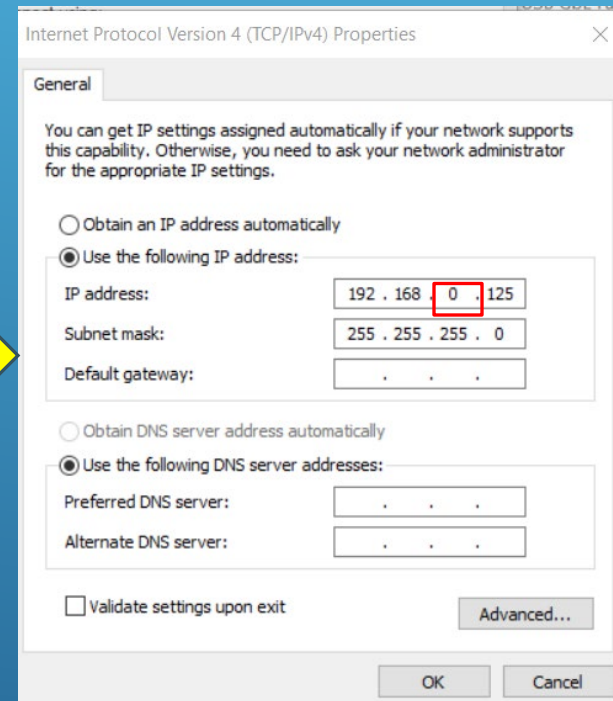 Internet Protocol Version 4 (TCP/IPv4) Properties
General
You can get IP settings assigned automatically if your network supports
this capability. Otherwise, you need to ask your network administrator
for the appropriate IP settings.
Obtain an IP address automatically
Use the following IP address:
IP address: 192 . 168 . 0 . 125
Subnet mask: 255 . 255 . 255 . 0
Default gateway: . . .
Obtain DNS server address automatically
Use the following DNS server addresses:
Preferred DNS server: . . .
Alternate DNS server: . . .
Validate settings upon exit
Advanced...
OK Cancel